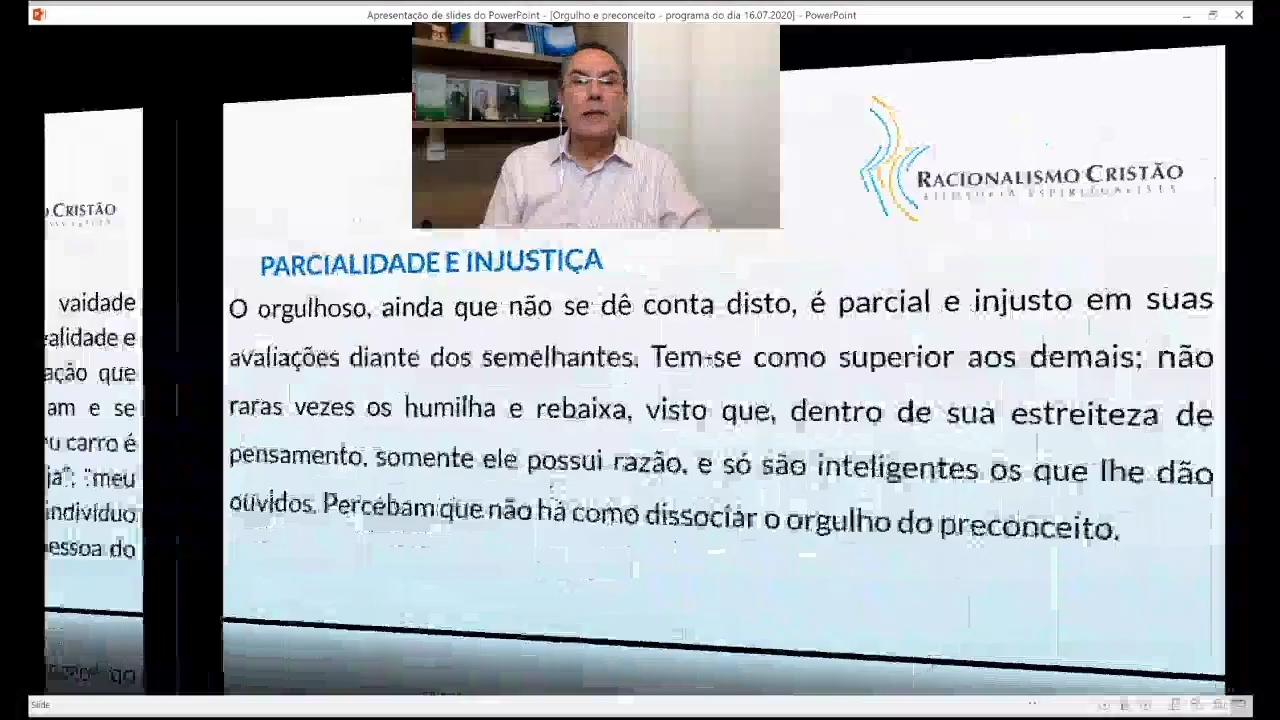 Apresentação de slides do PowerPoint - [Orgulho e preconceito - programa do dia 16.07.2020] - PowerPoint
RACIONALISMO CRISTÃO
CRISTÃO
vaidade
alidade e
ação que
am e se
u carro é
ja"; "meu
indivíduo
essoa do
PARCIALIDADE E INJUSTIÇA
O orgulhoso, ainda que não se dê conta disto, é parcial e injusto em suas
avaliações diante dos semelhantes. Tem-se como superior aos demais; não
raras vezes os humilha e rebaixa, visto que, dentro de sua estreiteza de
pensamento, somente ele possui razão, e só são inteligentes os que lhe dão
ouvidos. Percebam que não há como dissociar o orgulho do preconceito.
Slide